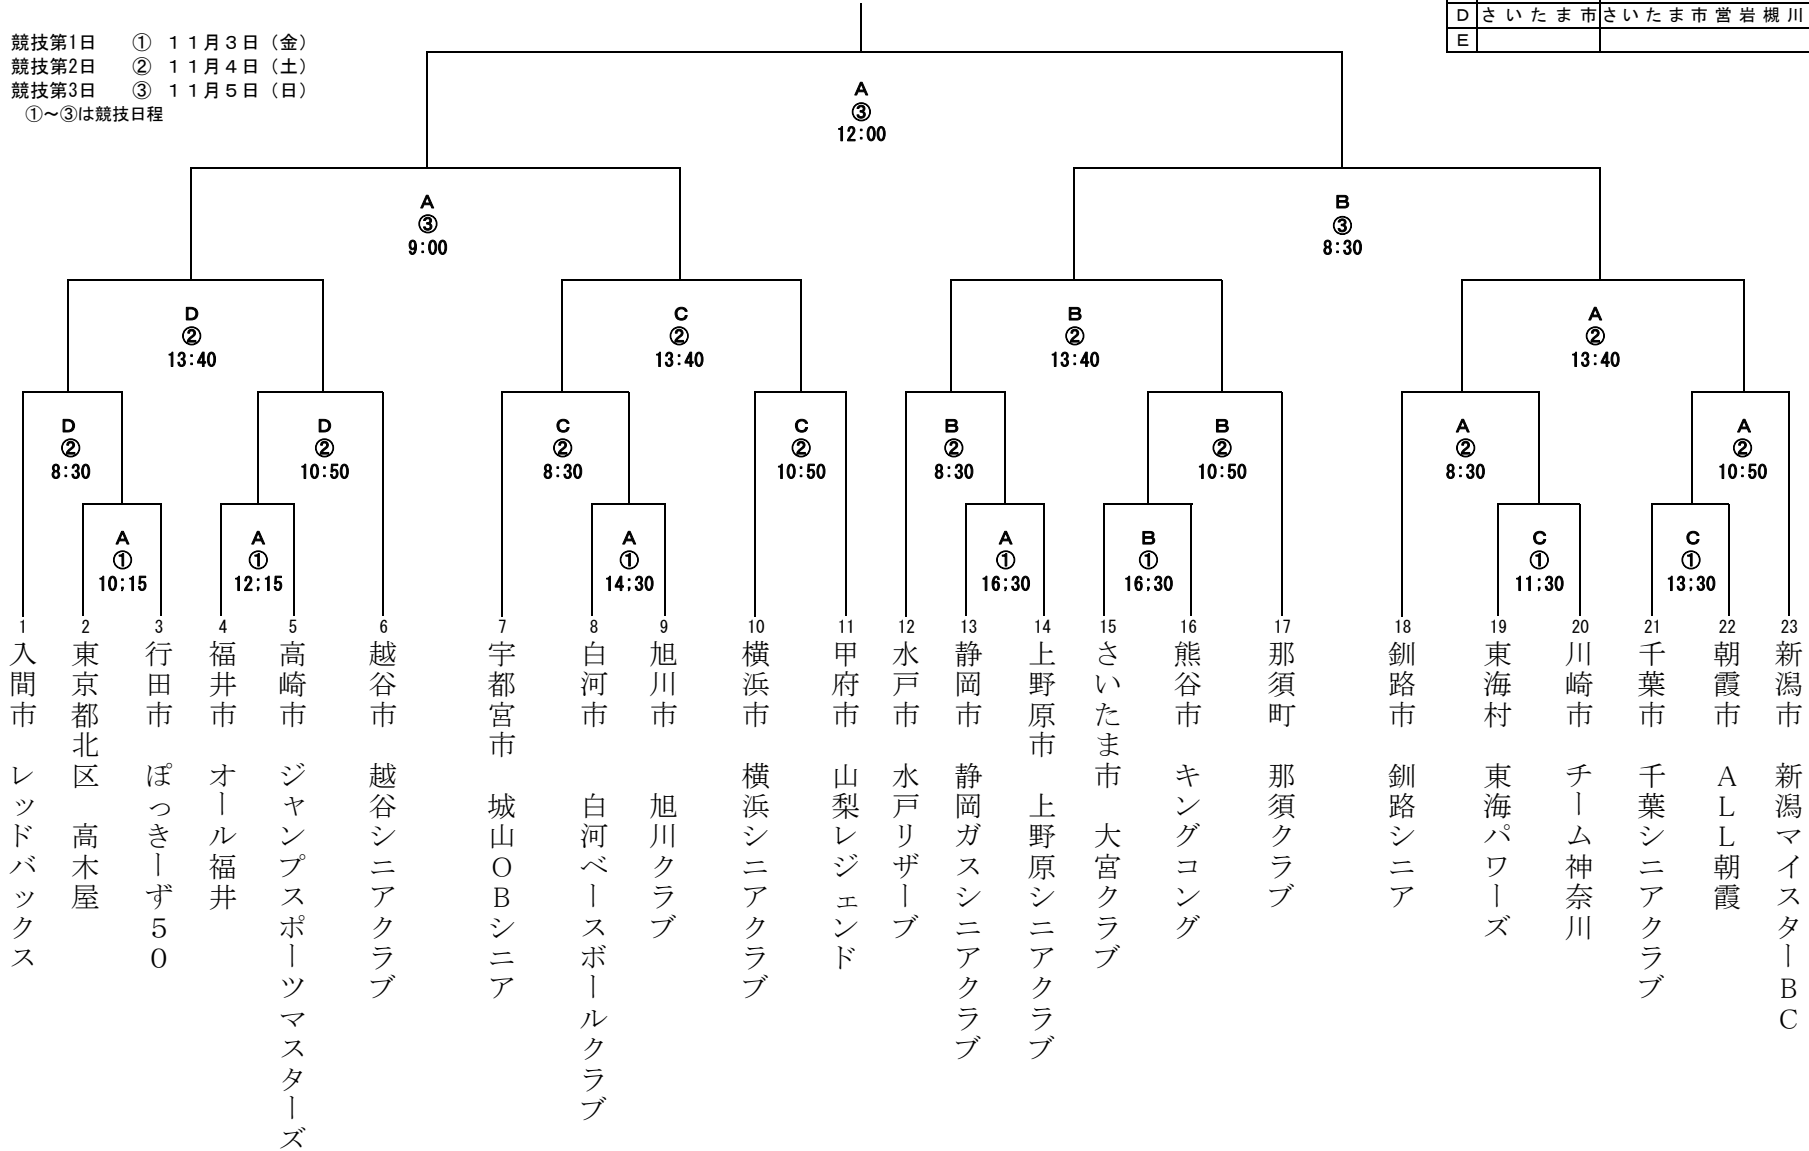 D さいたま市 さいたま市営岩槻川
E
競技第1日 ① １１月３日（金）
競技第2日 ② １１月４日（土）
競技第3日 ③ １１月５日（日）
①～③は競技日程
A
③
12:00
A
③
9:00
B
③
8:30
D
②
13:40
C
②
13:40
B
②
13:40
A
②
13:40
D
②
8:30
D
②
10:50
C
②
8:30
C
②
10:50
B
②
8:30
B
②
10:50
A
②
8:30
A
②
10:50
A
①
10;15
A
①
12;15
A
①
14;30
A
①
16;30
B
①
16;30
C
①
11;30
C
①
13;30
1
入間市 レッドバックス
2
東京都北区 高木屋
3
行田市 ぽっきーず５０
4
福井市 オール福井
5
高崎市 ジャンプスポーツマスターズ
6
越谷市 越谷シニアクラブ
7
宇都宮市 城山ＯＢシニア
8
白河市 白河ベースボールクラブ
9
旭川市 旭川クラブ
10
横浜市 横浜シニアクラブ
11
甲府市 山梨レジェンド
12
水戸市 水戸リザーブ
13
静岡市 静岡ガスシニアクラブ
14
上野原市 上野原シニアクラブ
15
さいたま市 大宮クラブ
16
熊谷市 キングコング
17
那須町 那須クラブ
18
釧路市 釧路シニア
19
東海村 東海パワーズ
20
川崎市 チーム神奈川
21
千葉市 千葉シニアクラブ
22
朝霞市 ＡＬＬ朝霞
23
新潟市 新潟マイスターＢＣ